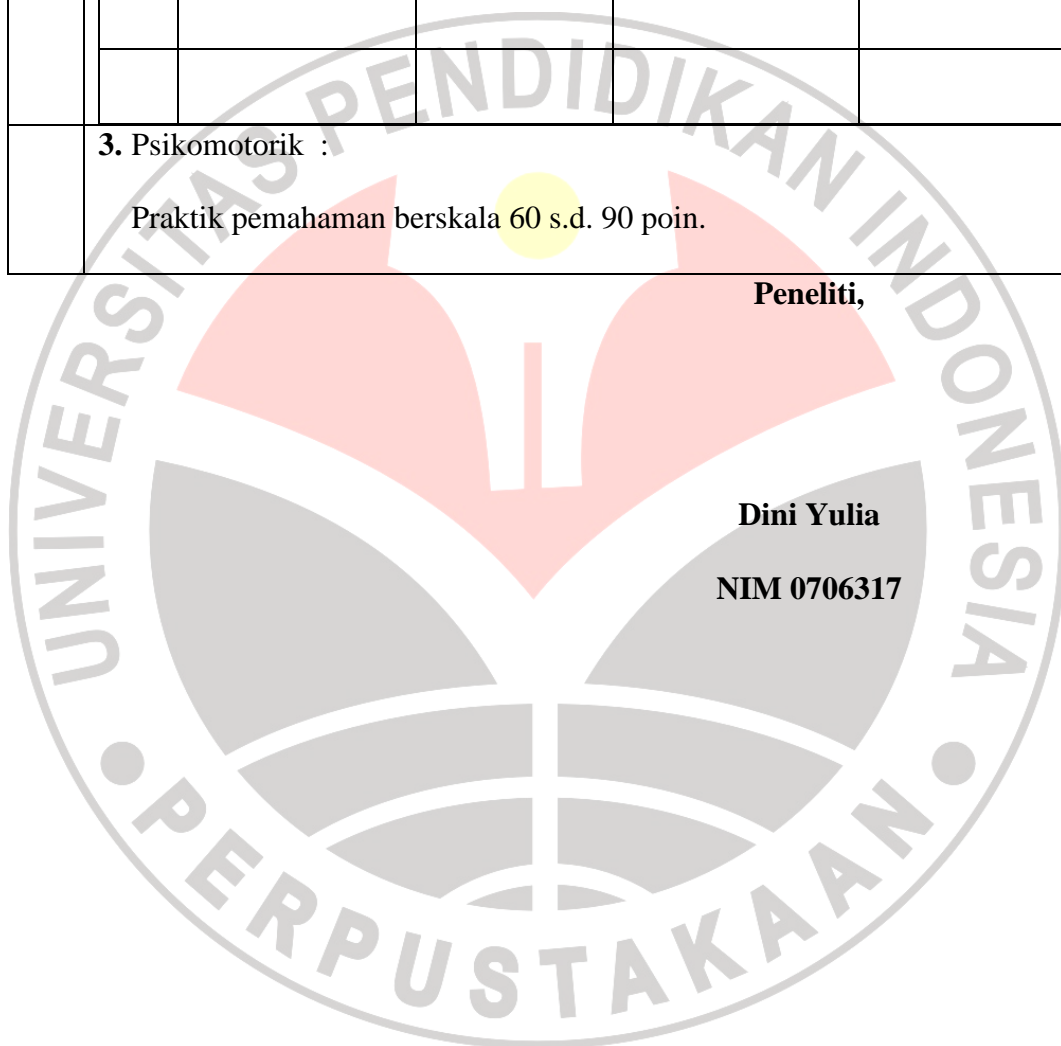 3. Psikomotorik :
Praktik pemahaman berskala 60 s.d. 90 poin.
Peneliti,
Dini Yulia
NIM 0706317
UNIVERSITAS PENDIDIKAN INDONESIA
PERPUSTAKAAN